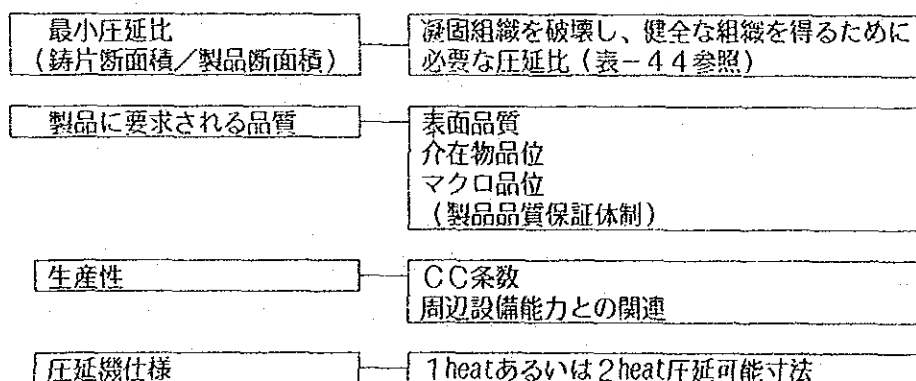 最小圧延比
(鋳片断面積／製品断面積)
凝固組織を破壊し、健全な組織を得るために
必要な圧延比（表－４４参照）
製品に要求される品質
表面品質
介在物品位
マクロ品位
（製品品質保証体制）
生産性
ＣＣ条数
周辺設備能力との関連
圧延機仕様
1heatあるいは2heat圧延可能寸法